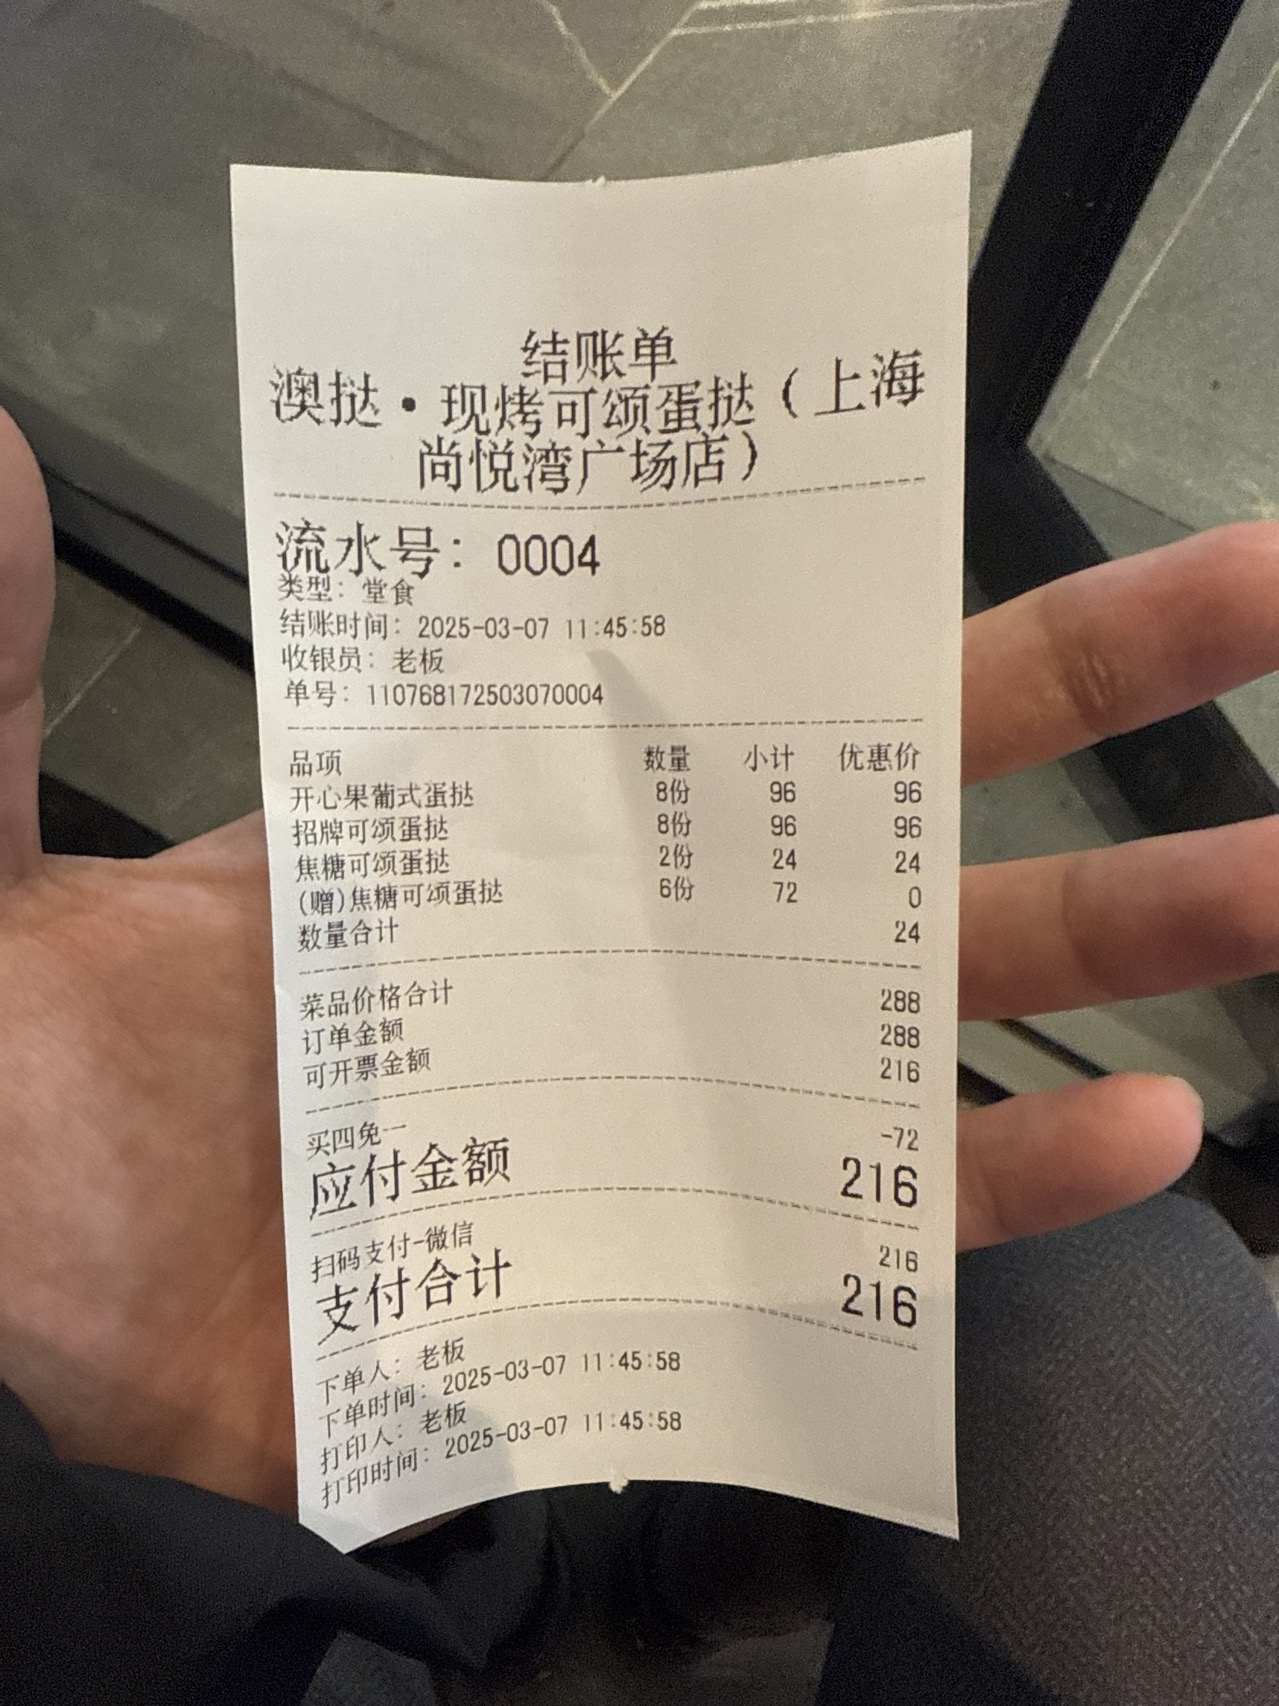 结账单
澳挞·现烤可颂蛋挞（上海
尚悦湾广场店）
流水号：0004
类型：堂食
结账时间：2025-03-07 11:45:58
收银员：老板
单号：110768172503070004
品项 数量 小计 优惠价
开心果葡式蛋挞 8份 96 96
招牌可颂蛋挞 8份 96 96
焦糖可颂蛋挞 2份 24 24
(赠)焦糖可颂蛋挞 6份 72 0
数量合计 24
菜品价格合计 288
订单金额 288
可开票金额 216
买四免一 -72
应付金额 216
扫码支付-微信 216
支付合计 216
下单人：老板
下单时间：2025-03-07 11:45:58
打印人：老板
打印时间：2025-03-07 11:45:58